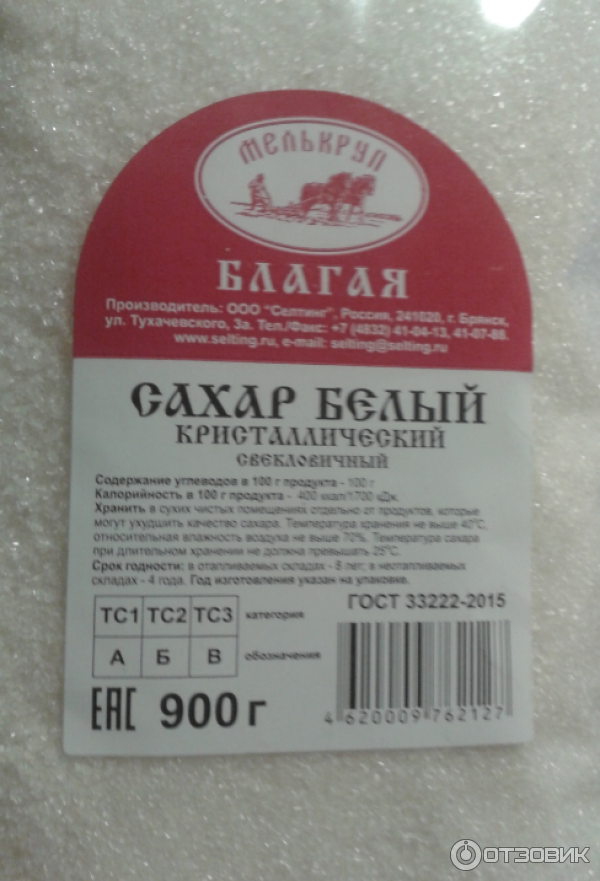 МЕЛЬКРУП
БЛАГАЯ
Производитель: ООО "Селтинг", Россия, 241020, г. Брянск,
ул. Тухачевского, 3а. Тел./Факс: +7 (4832) 41-04-13, 41-07-88.
www.selting.ru, e-mail: selting@selting.ru
САХАР БЕЛЫЙ
КРИСТАЛЛИЧЕСКИЙ
СВЕКЛОВИЧНЫЙ
Содержание углеводов в 100 г продукта - 100 г
Калорийность в 100 г продукта - 400 ккал/1700 кДж.
Хранить в сухих чистых помещениях отдельно от продуктов, которые
могут ухудшить качество сахара. Температура хранения не выше 40°С,
относительная влажность воздуха не выше 70%. Температура сахара
при длительном хранении не должна превышать 25°С.
Срок годности: в отапливаемых складах - 8 лет; в неотапливаемых
складах - 4 года. Год изготовления указан на упаковке.
ТС1 ТС2 ТС3 категория
А Б В обозначения
ГОСТ 33222-2015
ЕАС 900 г
4 620009 762127
ОТЗОВИК